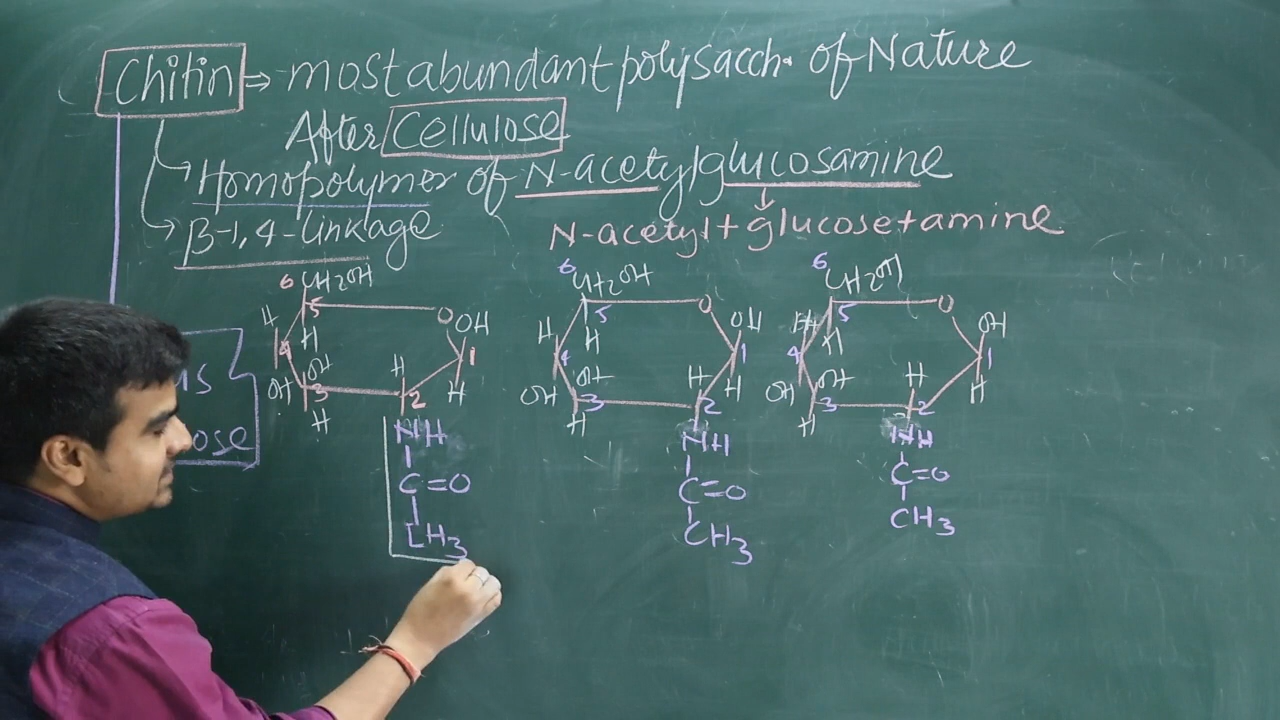 Chitin → most abundant polysacch. of Nature
After Cellulose
→ Homopolymer of N-acetylglucosamine
→ β-1,4-linkage
N-acetyl + glucose + amine
6 CH2OH 6 CH2OH 6 CH2OH
5 O 5 O 5 O
H H OH H H OH H H OH
4 1 4 1 4 1
OH OH H H OH OH H H OH OH H H
3 2 3 2 3 2
H H H
NH NH NH
C=O C=O C=O
CH3 CH3 CH3
ose